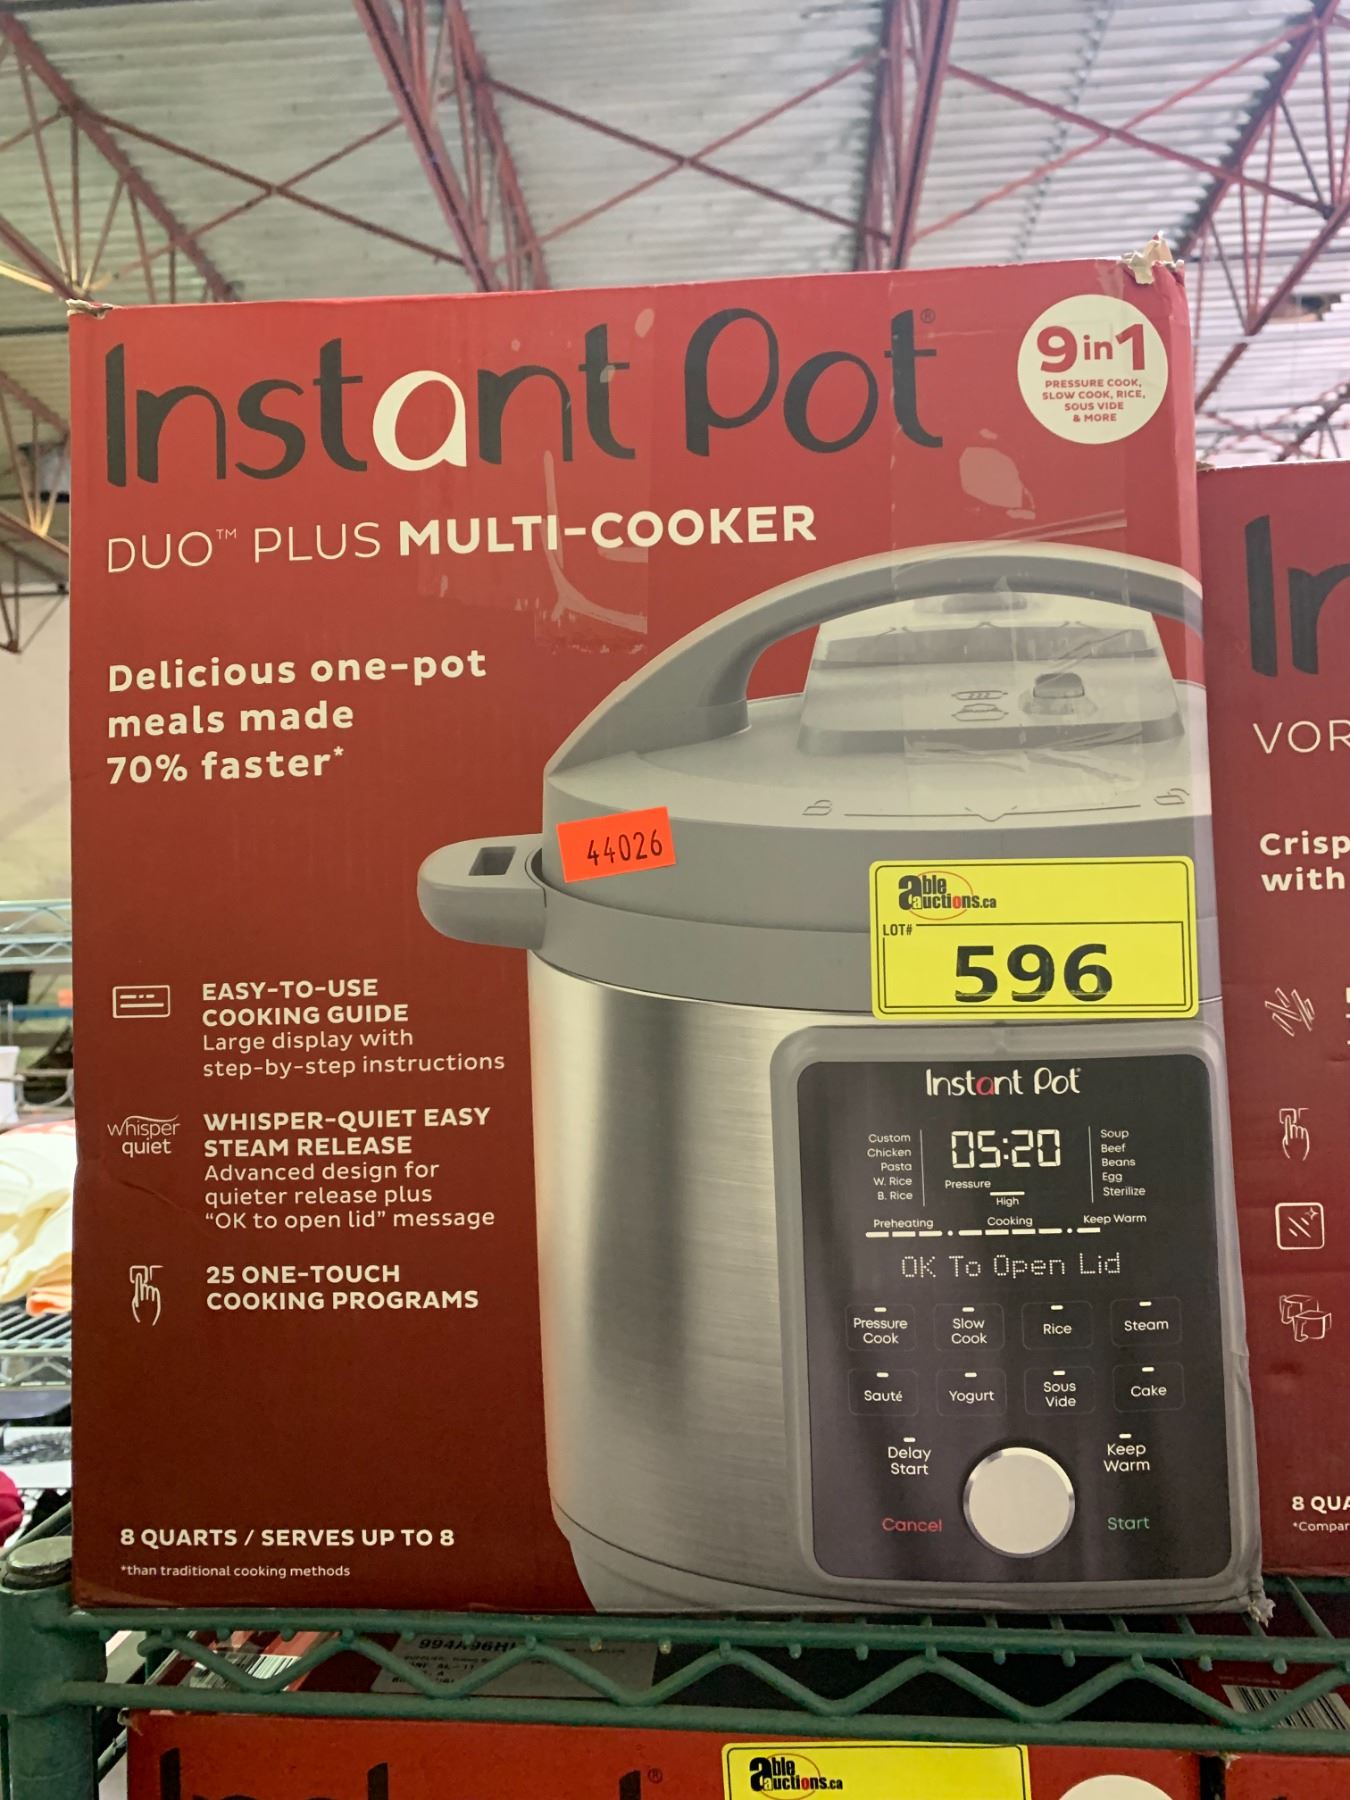 Instant Pot®
9 in 1
PRESSURE COOK,
SLOW COOK, RICE,
SOUS VIDE
& MORE
DUO™ PLUS MULTI-COOKER
Delicious one-pot
meals made
70% faster*
44026
able
auctions.ca
LOT#
596
EASY-TO-USE
COOKING GUIDE
Large display with
step-by-step instructions
whisper
quiet
WHISPER-QUIET EASY
STEAM RELEASE
Advanced design for
quieter release plus
"OK to open lid" message
25 ONE-TOUCH
COOKING PROGRAMS
8 QUARTS / SERVES UP TO 8
*than traditional cooking methods
Instant Pot
Custom
Chicken
Pasta
W. Rice
B. Rice
05:20
Pressure
High
Soup
Beef
Beans
Egg
Sterilize
Preheating Cooking Keep Warm
OK To Open Lid
Pressure
Cook
Slow
Cook
Rice
Steam
Sauté
Yogurt
Sous
Vide
Cake
Delay
Start
Keep
Warm
Cancel
Start
Crisp
with
8 QUA
*Compar
able
auctions.ca